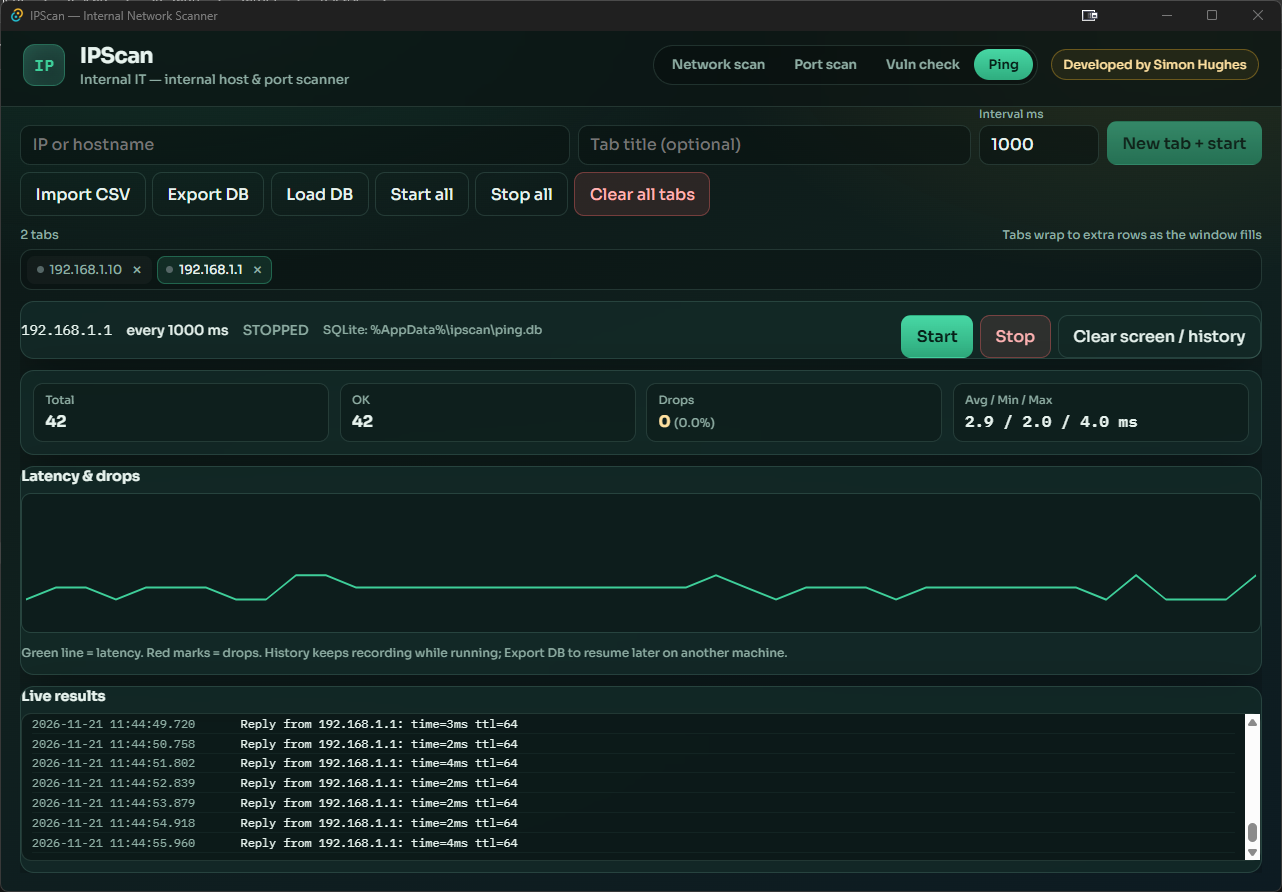 IPScan — Internal Network Scanner
IP
IPScan
Internal IT — internal host & port scanner
Network scan
Port scan
Vuln check
Ping
Developed by Simon Hughes
IP or hostname
Tab title (optional)
Interval ms
1000
New tab + start
Import CSV
Export DB
Load DB
Start all
Stop all
Clear all tabs
2 tabs
Tabs wrap to extra rows as the window fills
192.168.1.10 ×
192.168.1.1 ×
192.168.1.1 every 1000 ms STOPPED SQLite: %AppData%\ipscan\ping.db
Start
Stop
Clear screen / history
Total
42
OK
42
Drops
0 (0.0%)
Avg / Min / Max
2.9 / 2.0 / 4.0 ms
Latency & drops
Green line = latency. Red marks = drops. History keeps recording while running; Export DB to resume later on another machine.
Live results
2026-11-21 11:44:49.720 Reply from 192.168.1.1: time=3ms ttl=64
2026-11-21 11:44:50.758 Reply from 192.168.1.1: time=2ms ttl=64
2026-11-21 11:44:51.802 Reply from 192.168.1.1: time=4ms ttl=64
2026-11-21 11:44:52.839 Reply from 192.168.1.1: time=2ms ttl=64
2026-11-21 11:44:53.879 Reply from 192.168.1.1: time=2ms ttl=64
2026-11-21 11:44:54.918 Reply from 192.168.1.1: time=2ms ttl=64
2026-11-21 11:44:55.960 Reply from 192.168.1.1: time=4ms ttl=64